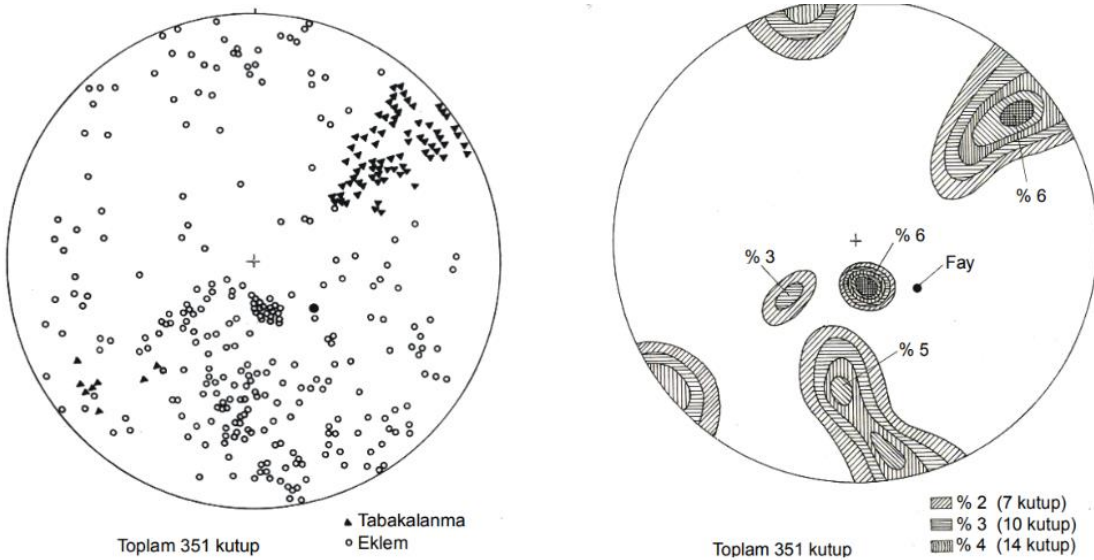 ▲ Tabakalanma
○ Eklem
Toplam 351 kutup
% 6
% 6
% 3
Fay
% 5
% 2 (7 kutup)
% 3 (10 kutup)
% 4 (14 kutup)
Toplam 351 kutup